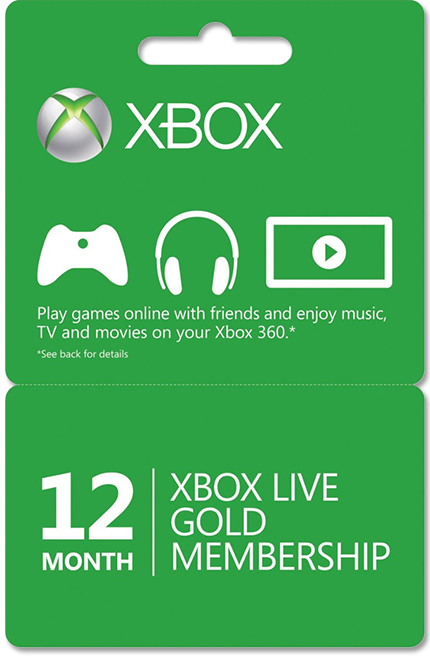 XBOX
Play games online with friends and enjoy music,
TV and movies on your Xbox 360.*
*See back for details
12
MONTH
XBOX LIVE
GOLD
MEMBERSHIP